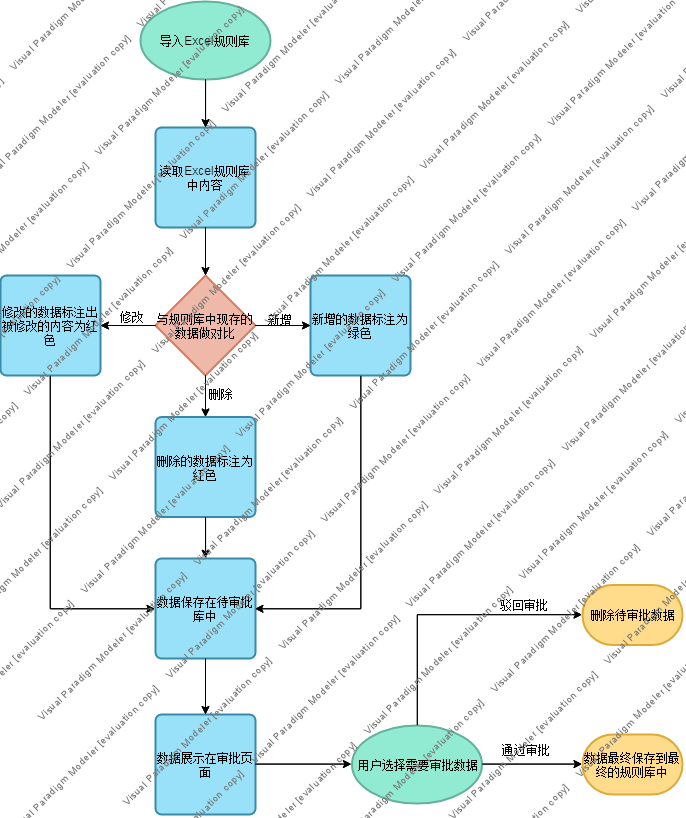 导入Excel规则库
读取Excel规则库
中内容
修改的数据标注出
被修改的内容为红
色
修改
与规则库中现存的
数据做对比
新增
新增的数据标注为
绿色
删除
删除的数据标注为
红色
数据保存在待审批
库中
驳回审批
删除待审批数据
数据展示在审批页
面
用户选择需要审批数据
通过审批
数据最终保存到最
终的规则库中
Visual Paradigm Modeler [evaluation copy]